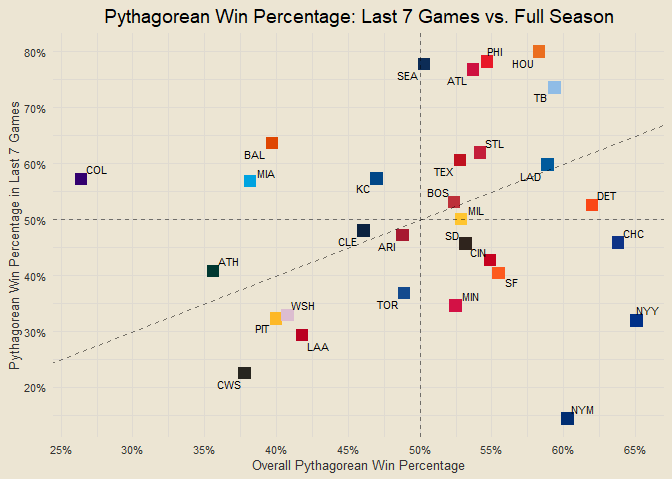 Pythagorean Win Percentage: Last 7 Games vs. Full Season
Pythagorean Win Percentage in Last 7 Games
80%
70%
60%
50%
40%
30%
20%
PHI
HOU
SEA
ATL
TB
BAL
STL
TEX
COL
MIA
KC
LAD
BOS
DET
MIL
CLE
ARI
SD
CHC
CIN
ATH
SF
TOR
MIN
WSH
PIT
NYY
LAA
CWS
NYM
25%
30%
35%
40%
45%
50%
55%
60%
65%
Overall Pythagorean Win Percentage